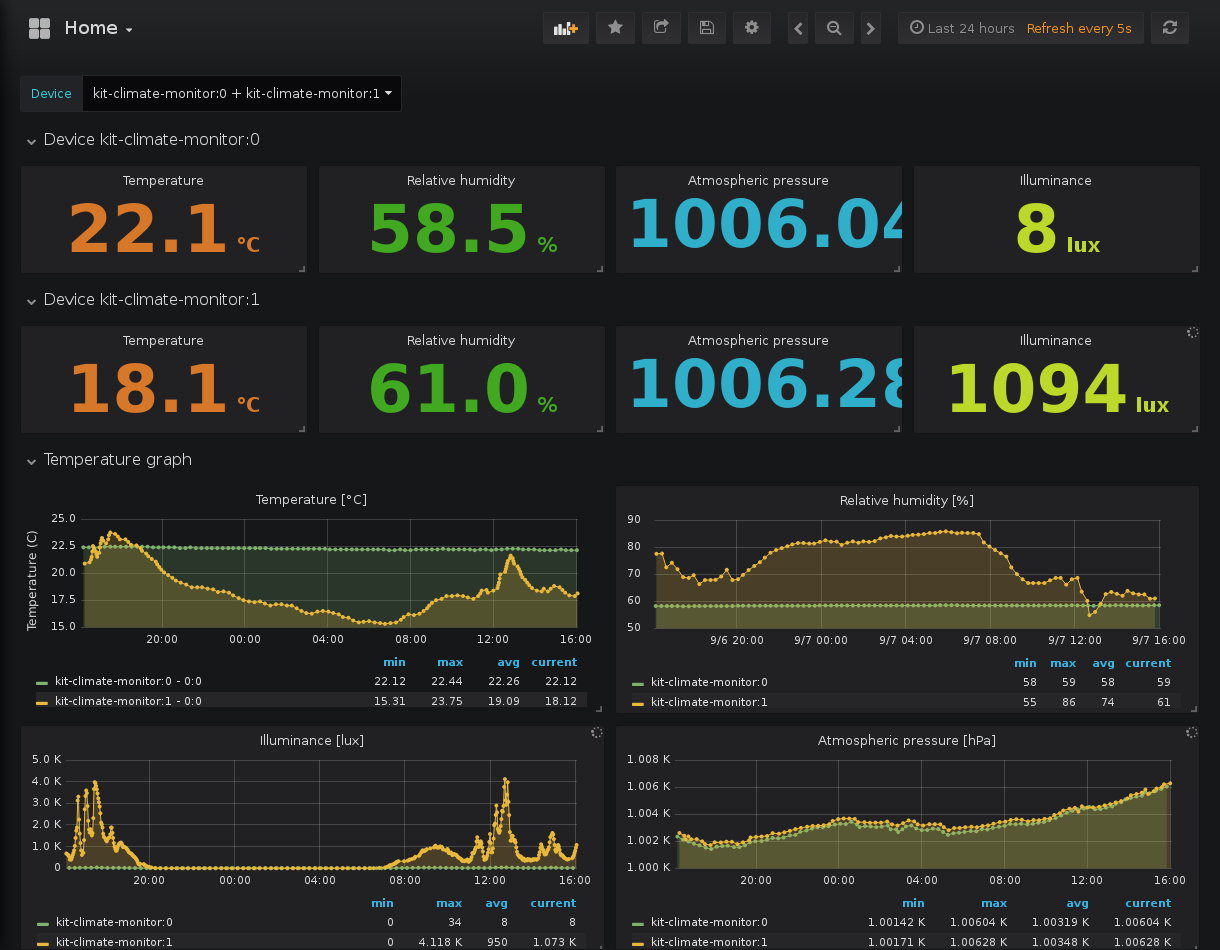 Home
Last 24 hours Refresh every 5s
Device kit-climate-monitor:0 + kit-climate-monitor:1
Device kit-climate-monitor:0
Temperature Relative humidity Atmospheric pressure Illuminance
22.1 °C 58.5 % 1006.04 8 lux
Device kit-climate-monitor:1
Temperature Relative humidity Atmospheric pressure Illuminance
18.1 °C 61.0 % 1006.28 1094 lux
Temperature graph
Temperature [°C]
Temperature (C)
25.0
22.5
20.0
17.5
15.0
20:00 00:00 04:00 08:00 12:00 16:00
min max avg current
kit-climate-monitor:0 - 0:0 22.12 22.44 22.26 22.12
kit-climate-monitor:1 - 0:0 15.31 23.75 19.09 18.12
Relative humidity [%]
90
80
70
60
50
9/6 20:00 9/7 00:00 9/7 04:00 9/7 08:00 9/7 12:00 9/7 16:00
min max avg current
kit-climate-monitor:0 58 59 58 59
kit-climate-monitor:1 55 86 74 61
Illuminance [lux]
5.0 K
4.0 K
3.0 K
2.0 K
1.0 K
0
20:00 00:00 04:00 08:00 12:00 16:00
min max avg current
kit-climate-monitor:0 0 34 8 8
kit-climate-monitor:1 0 4.118 K 950 1.073 K
Atmospheric pressure [hPa]
1.008 K
1.006 K
1.004 K
1.002 K
1.000 K
20:00 00:00 04:00 08:00 12:00 16:00
min max avg current
kit-climate-monitor:0 1.00142 K 1.00604 K 1.00319 K 1.00604 K
kit-climate-monitor:1 1.00171 K 1.00628 K 1.00348 K 1.00628 K